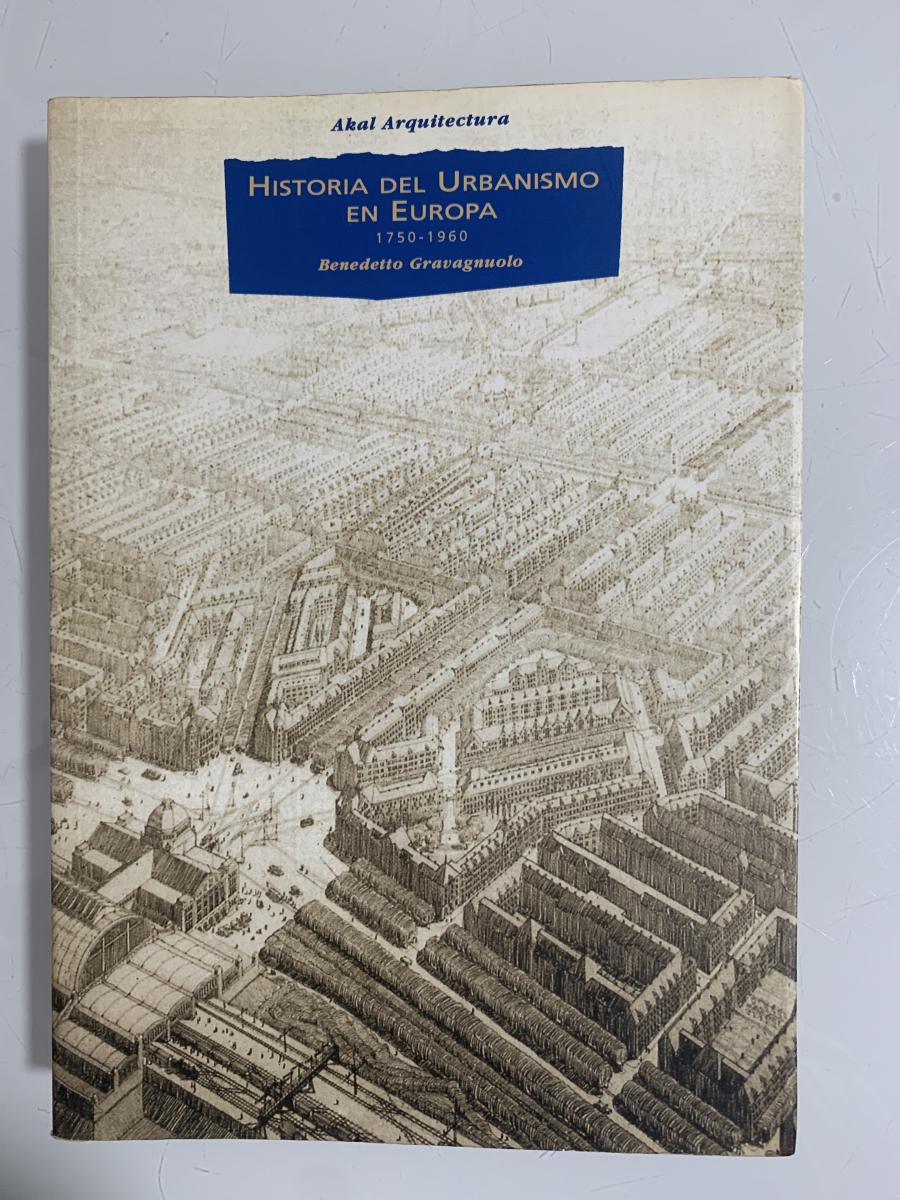 Akal Arquitectura
HISTORIA DEL URBANISMO
EN EUROPA
1750-1960
Benedetto Gravagnuolo